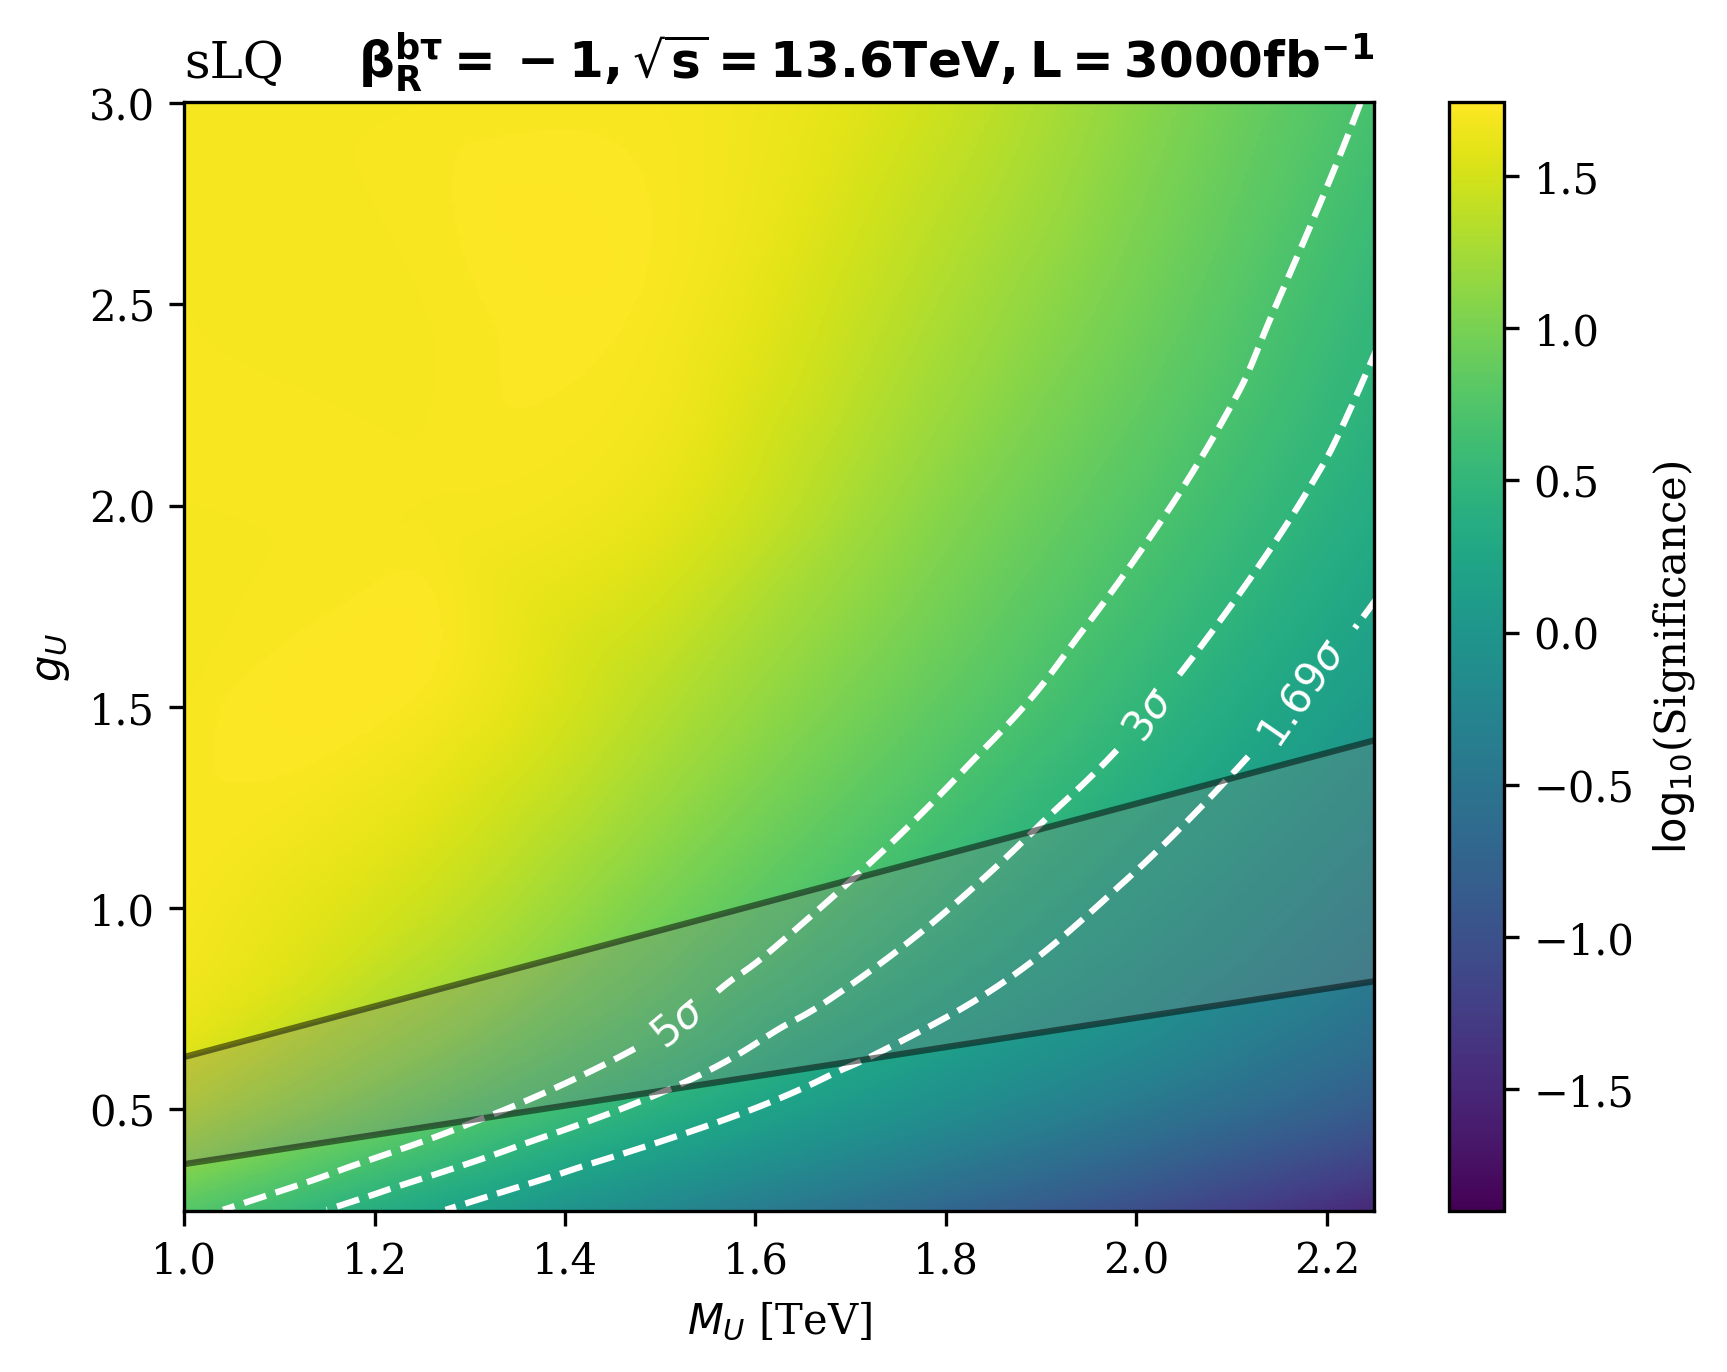 sLQ
β_R^{bτ} = −1, √s = 13.6TeV, L = 3000fb⁻¹
3.0
2.5
2.0
1.5
1.0
0.5
g_U
5σ
3σ
1.69σ
1.0 1.2 1.4 1.6 1.8 2.0 2.2
M_U [TeV]
1.5
1.0
0.5
0.0
−0.5
−1.0
−1.5
log₁₀(Significance)